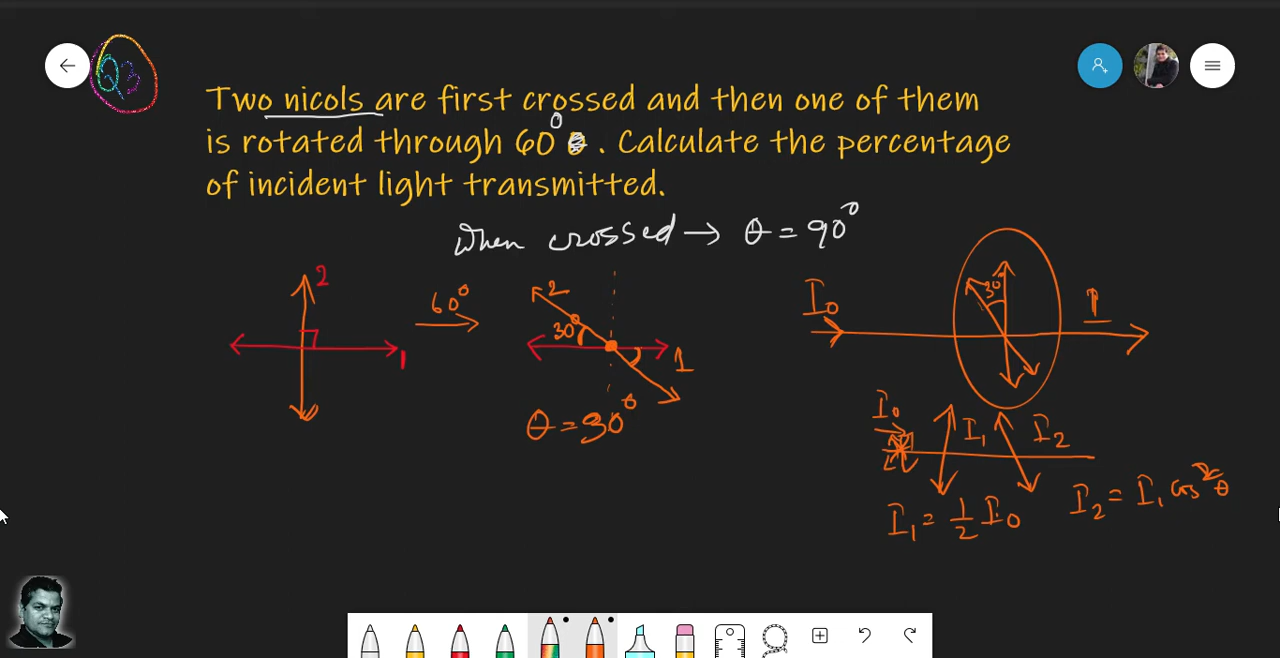 Q3
Two nicols are first crossed and then one of them
is rotated through 60°. Calculate the percentage
of incident light transmitted.
When crossed → θ = 90°
2
1
60°
2
30°
1
θ = 30°
I₀
30°
I
I₀
I₁
I₂
I₁ = 1/2 I₀
I₂ = I₁ cos²θ